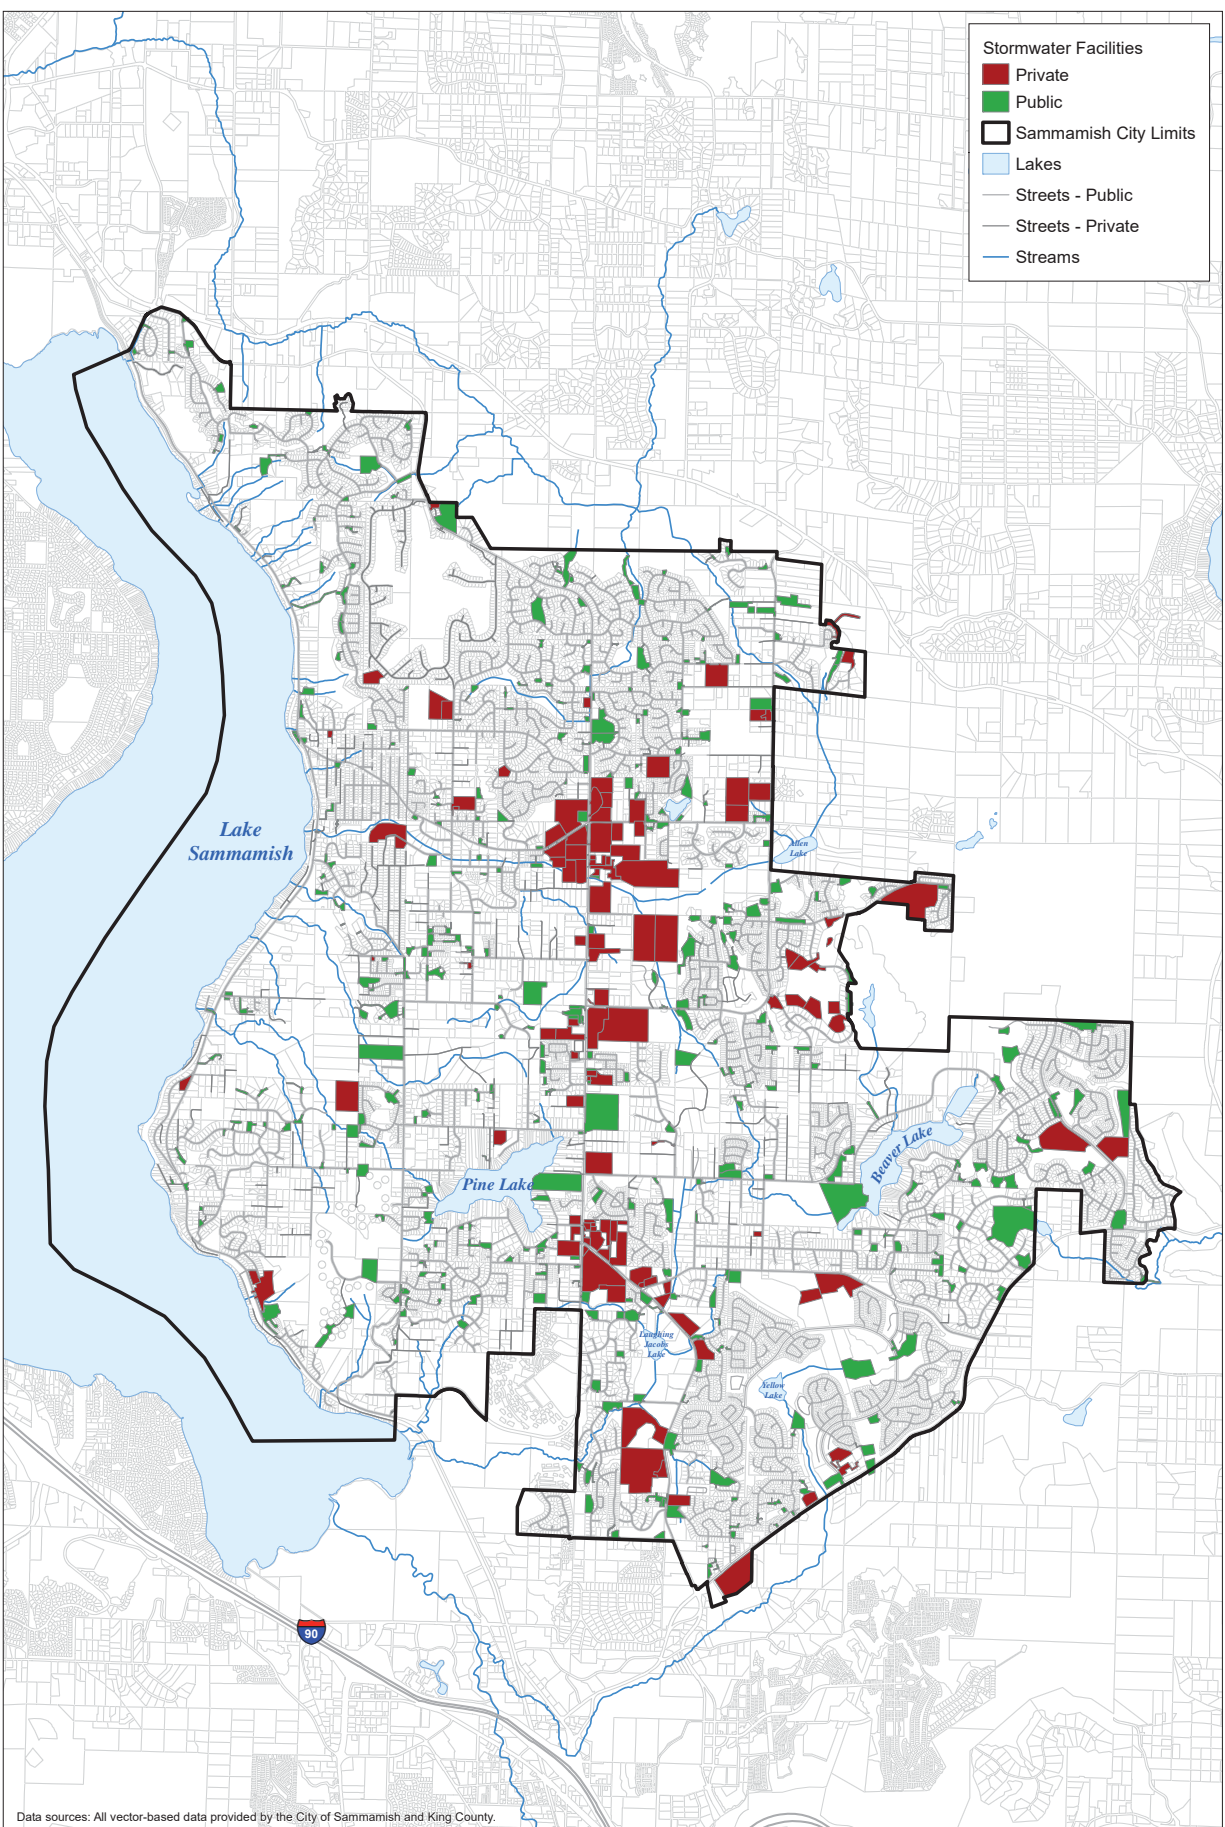 Stormwater Facilities
Private
Public
Sammamish City Limits
Lakes
Streets - Public
Streets - Private
Streams
Lake
Sammamish
Allen
Lake
Beaver Lake
Pine Lake
Laughing
Jacobs
Lake
Yellow
Lake
90
Data sources: All vector-based data provided by the City of Sammamish and King County.